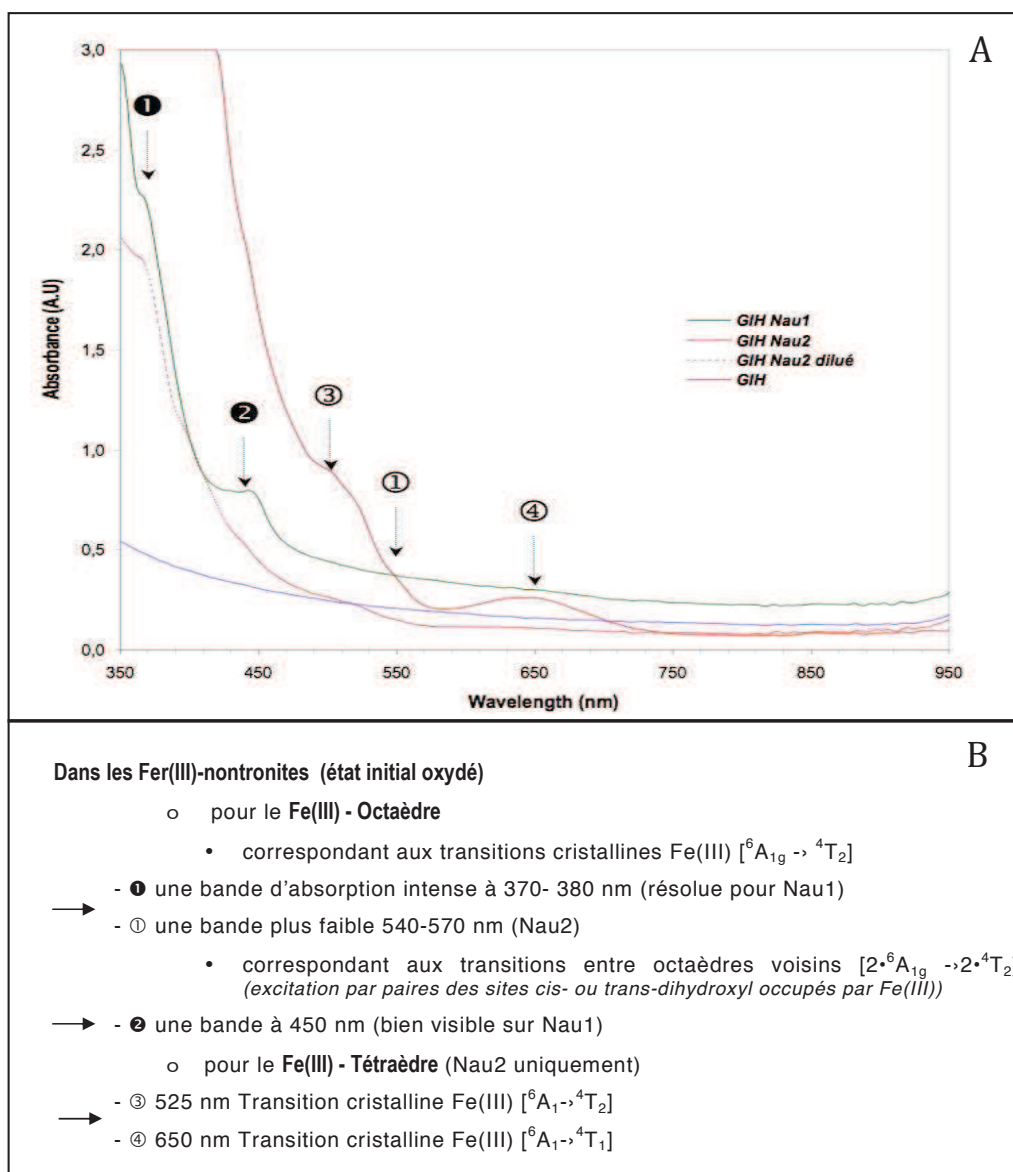 A
3,0
❶
2,5
2,0
GIH Nau1
GIH Nau2
GIH Nau2 dilué
GIH
1,5
③
❷
1,0
①
④
0,5
0,0
350 450 550 650 750 850 950
Absorbance (A.U)
Wavelength (nm)
B
Dans les Fer(III)-nontronites (état initial oxydé)
o pour le Fe(III) - Octaèdre
• correspondant aux transitions cristallines Fe(III) [⁶A₁g -› ⁴T₂]
- ❶ une bande d'absorption intense à 370- 380 nm (résolue pour Nau1)
- ① une bande plus faible 540-570 nm (Nau2)
• correspondant aux transitions entre octaèdres voisins [2•⁶A₁g -›2•⁴T₂]
(excitation par paires des sites cis- ou trans-dihydroxyl occupés par Fe(III))
- ❷ une bande à 450 nm (bien visible sur Nau1)
o pour le Fe(III) - Tétraèdre (Nau2 uniquement)
- ③ 525 nm Transition cristalline Fe(III) [⁶A₁-›⁴T₂]
- ④ 650 nm Transition cristalline Fe(III) [⁶A₁-›⁴T₁]